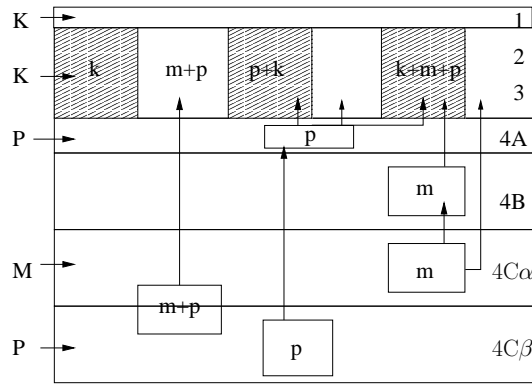 K 1
K k m+p p+k k+m+p 2
3
P p 4A
m 4B
M m 4Cα
m+p
P p 4Cβ